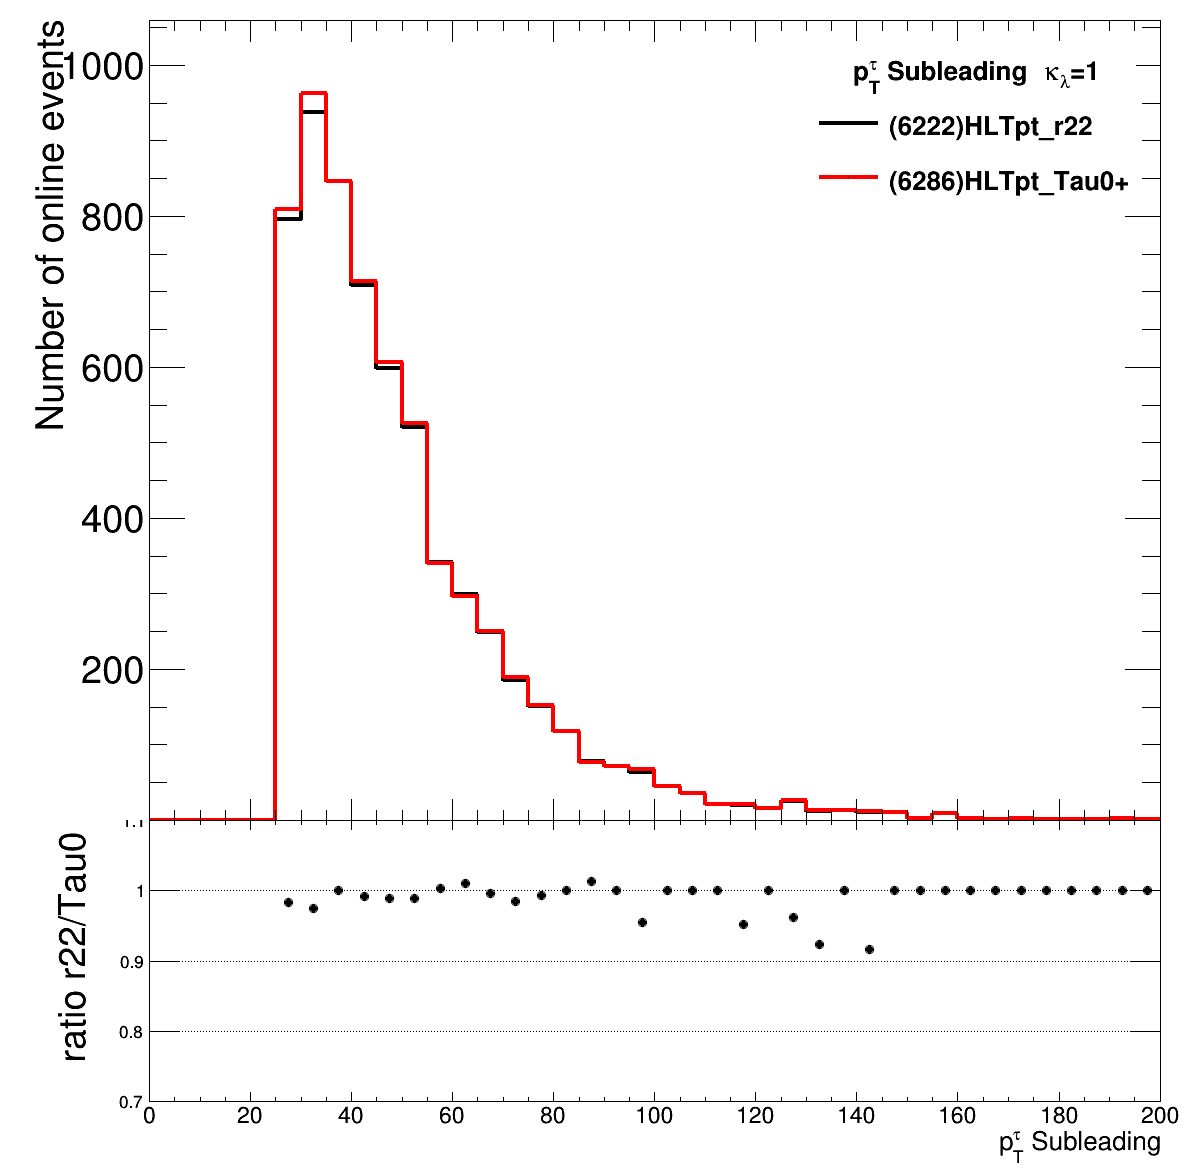 Number of online events
1000
800
600
400
200
p_T^τ Subleading κ_λ=1
(6222)HLTpt_r22
(6286)HLTpt_Tau0+
ratio r22/Tau0
1.1
1
0.9
0.8
0.7
0 20 40 60 80 100 120 140 160 180 200
p_T^τ Subleading